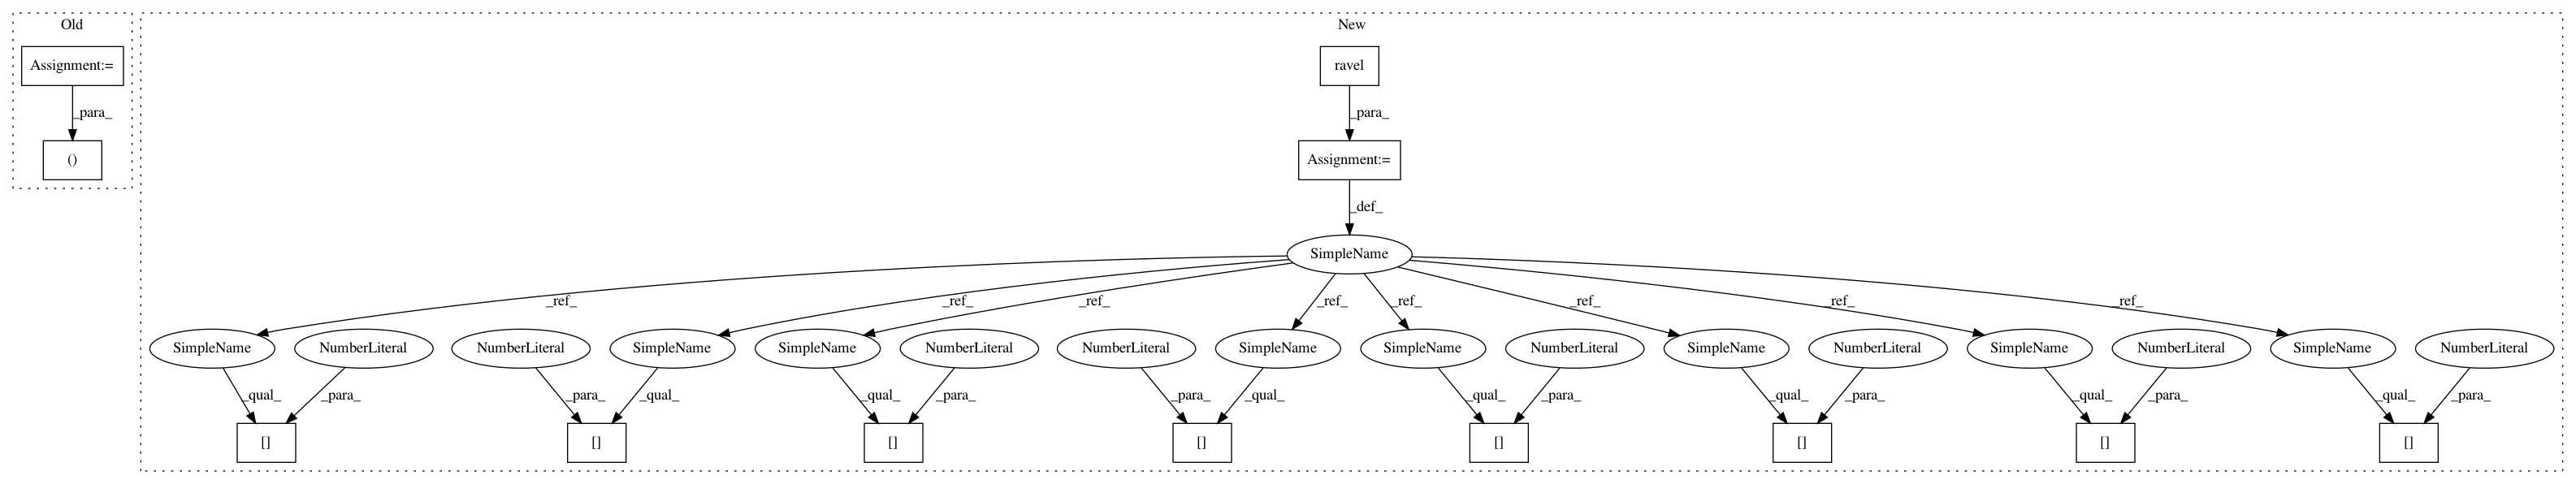 Old New
Assignment:= ravel
_para_ _para_
() Assignment:=
_def_
SimpleName
_ref_ _ref_ _ref_ _ref_ _ref_ _ref_ _ref_ _ref_
SimpleName NumberLiteral NumberLiteral SimpleName SimpleName NumberLiteral NumberLiteral SimpleName SimpleName NumberLiteral SimpleName NumberLiteral SimpleName NumberLiteral SimpleName NumberLiteral
_qual_ _para_ _para_ _qual_ _qual_ _para_ _para_ _qual_ _qual_ _para_ _qual_ _para_ _qual_ _para_ _qual_ _para_
[] [] [] [] [] [] [] []